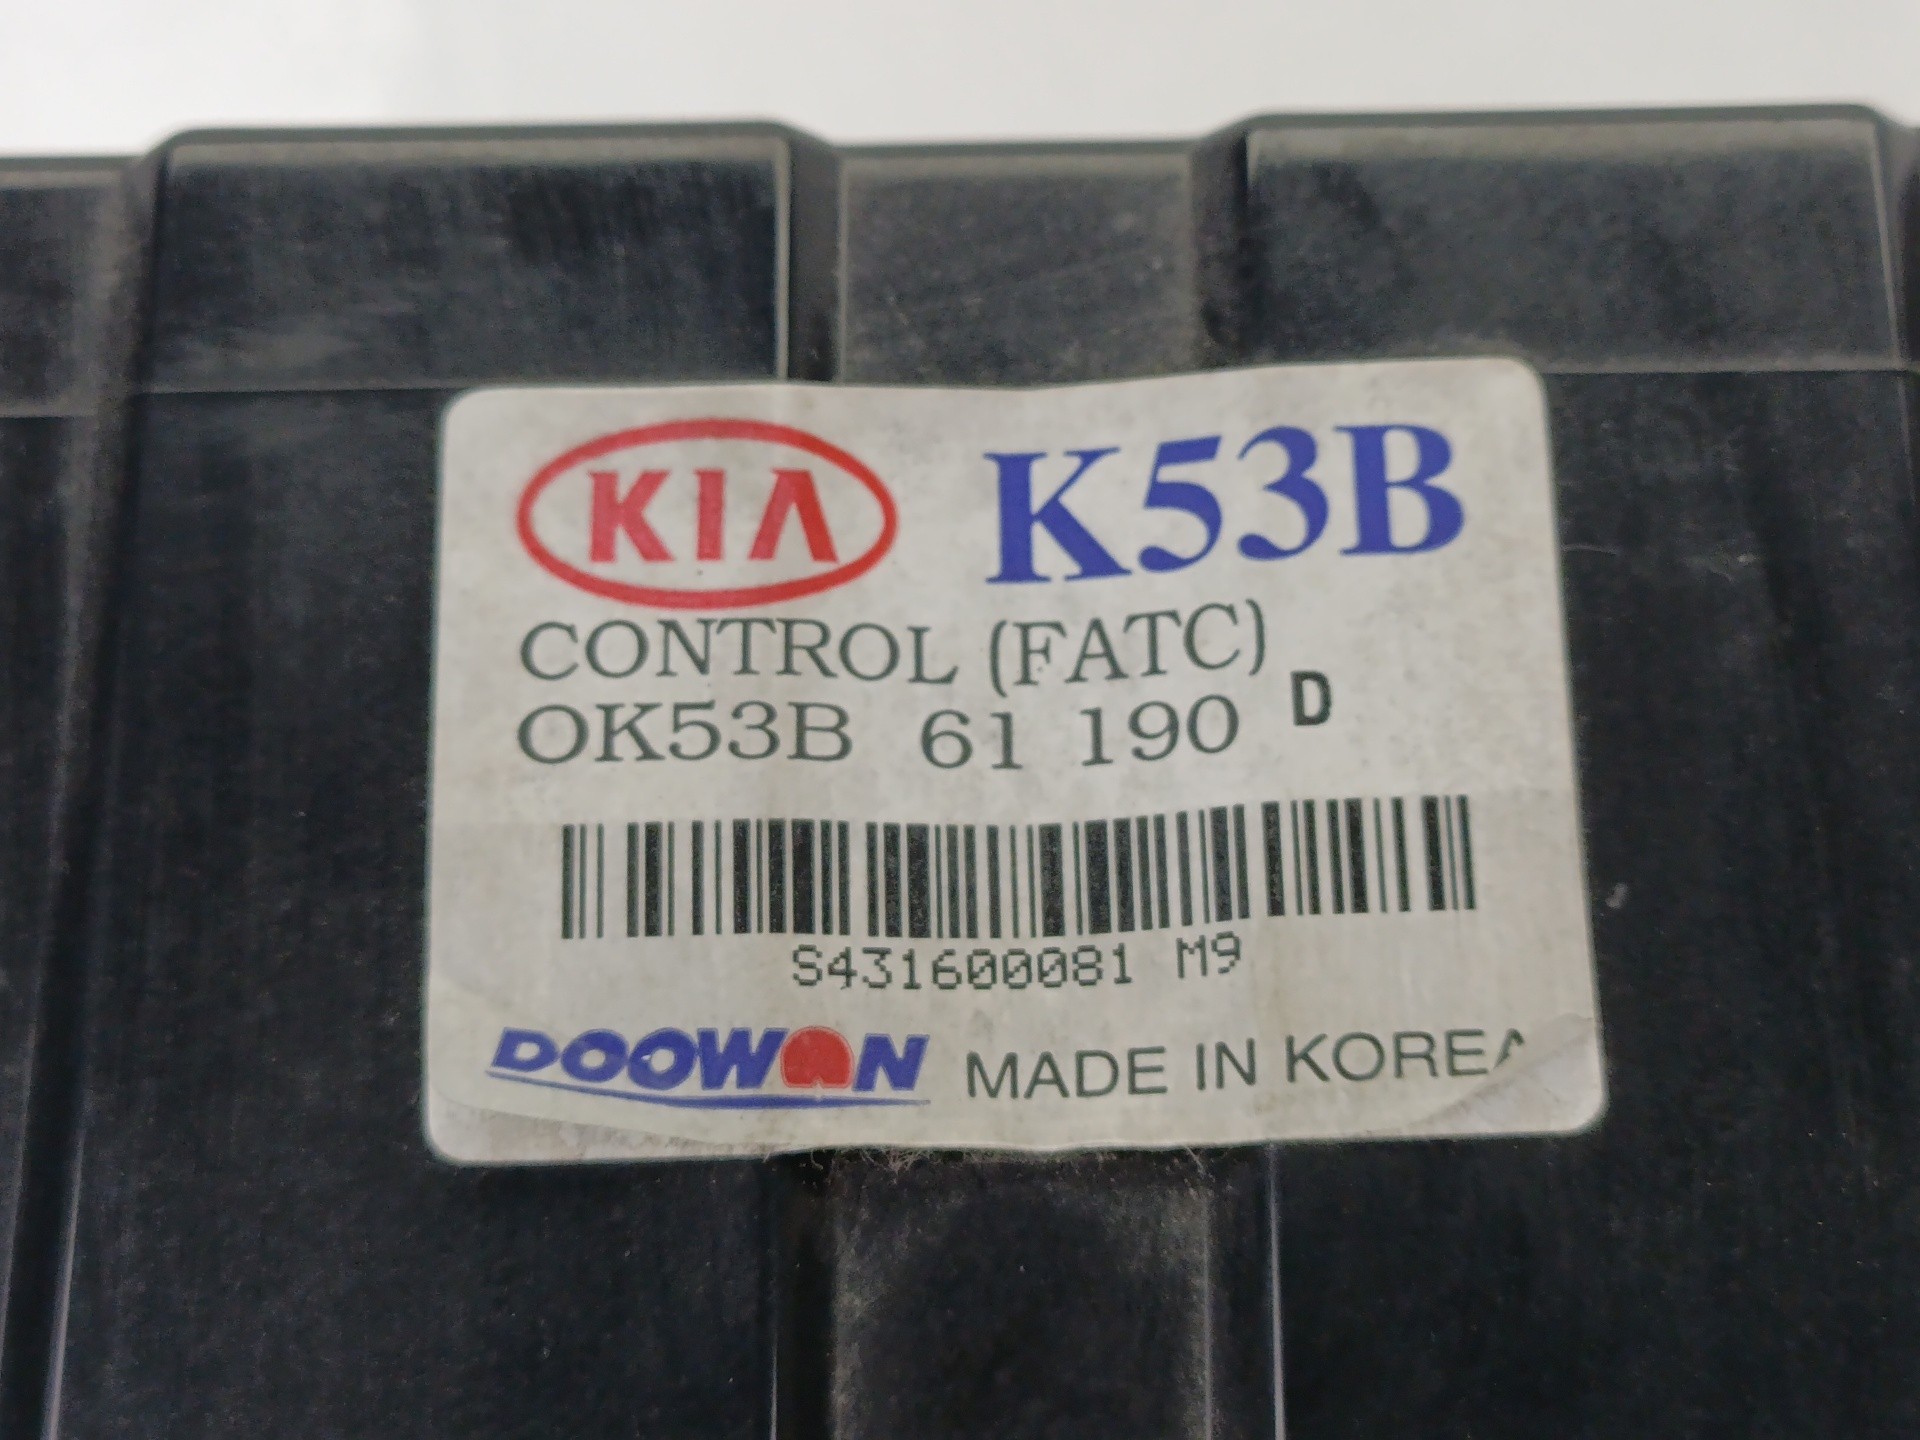 KIA K53B
CONTROL (FATC)
OK53B 61 190 D
S431600081 M9
DOOWON MADE IN KOREA